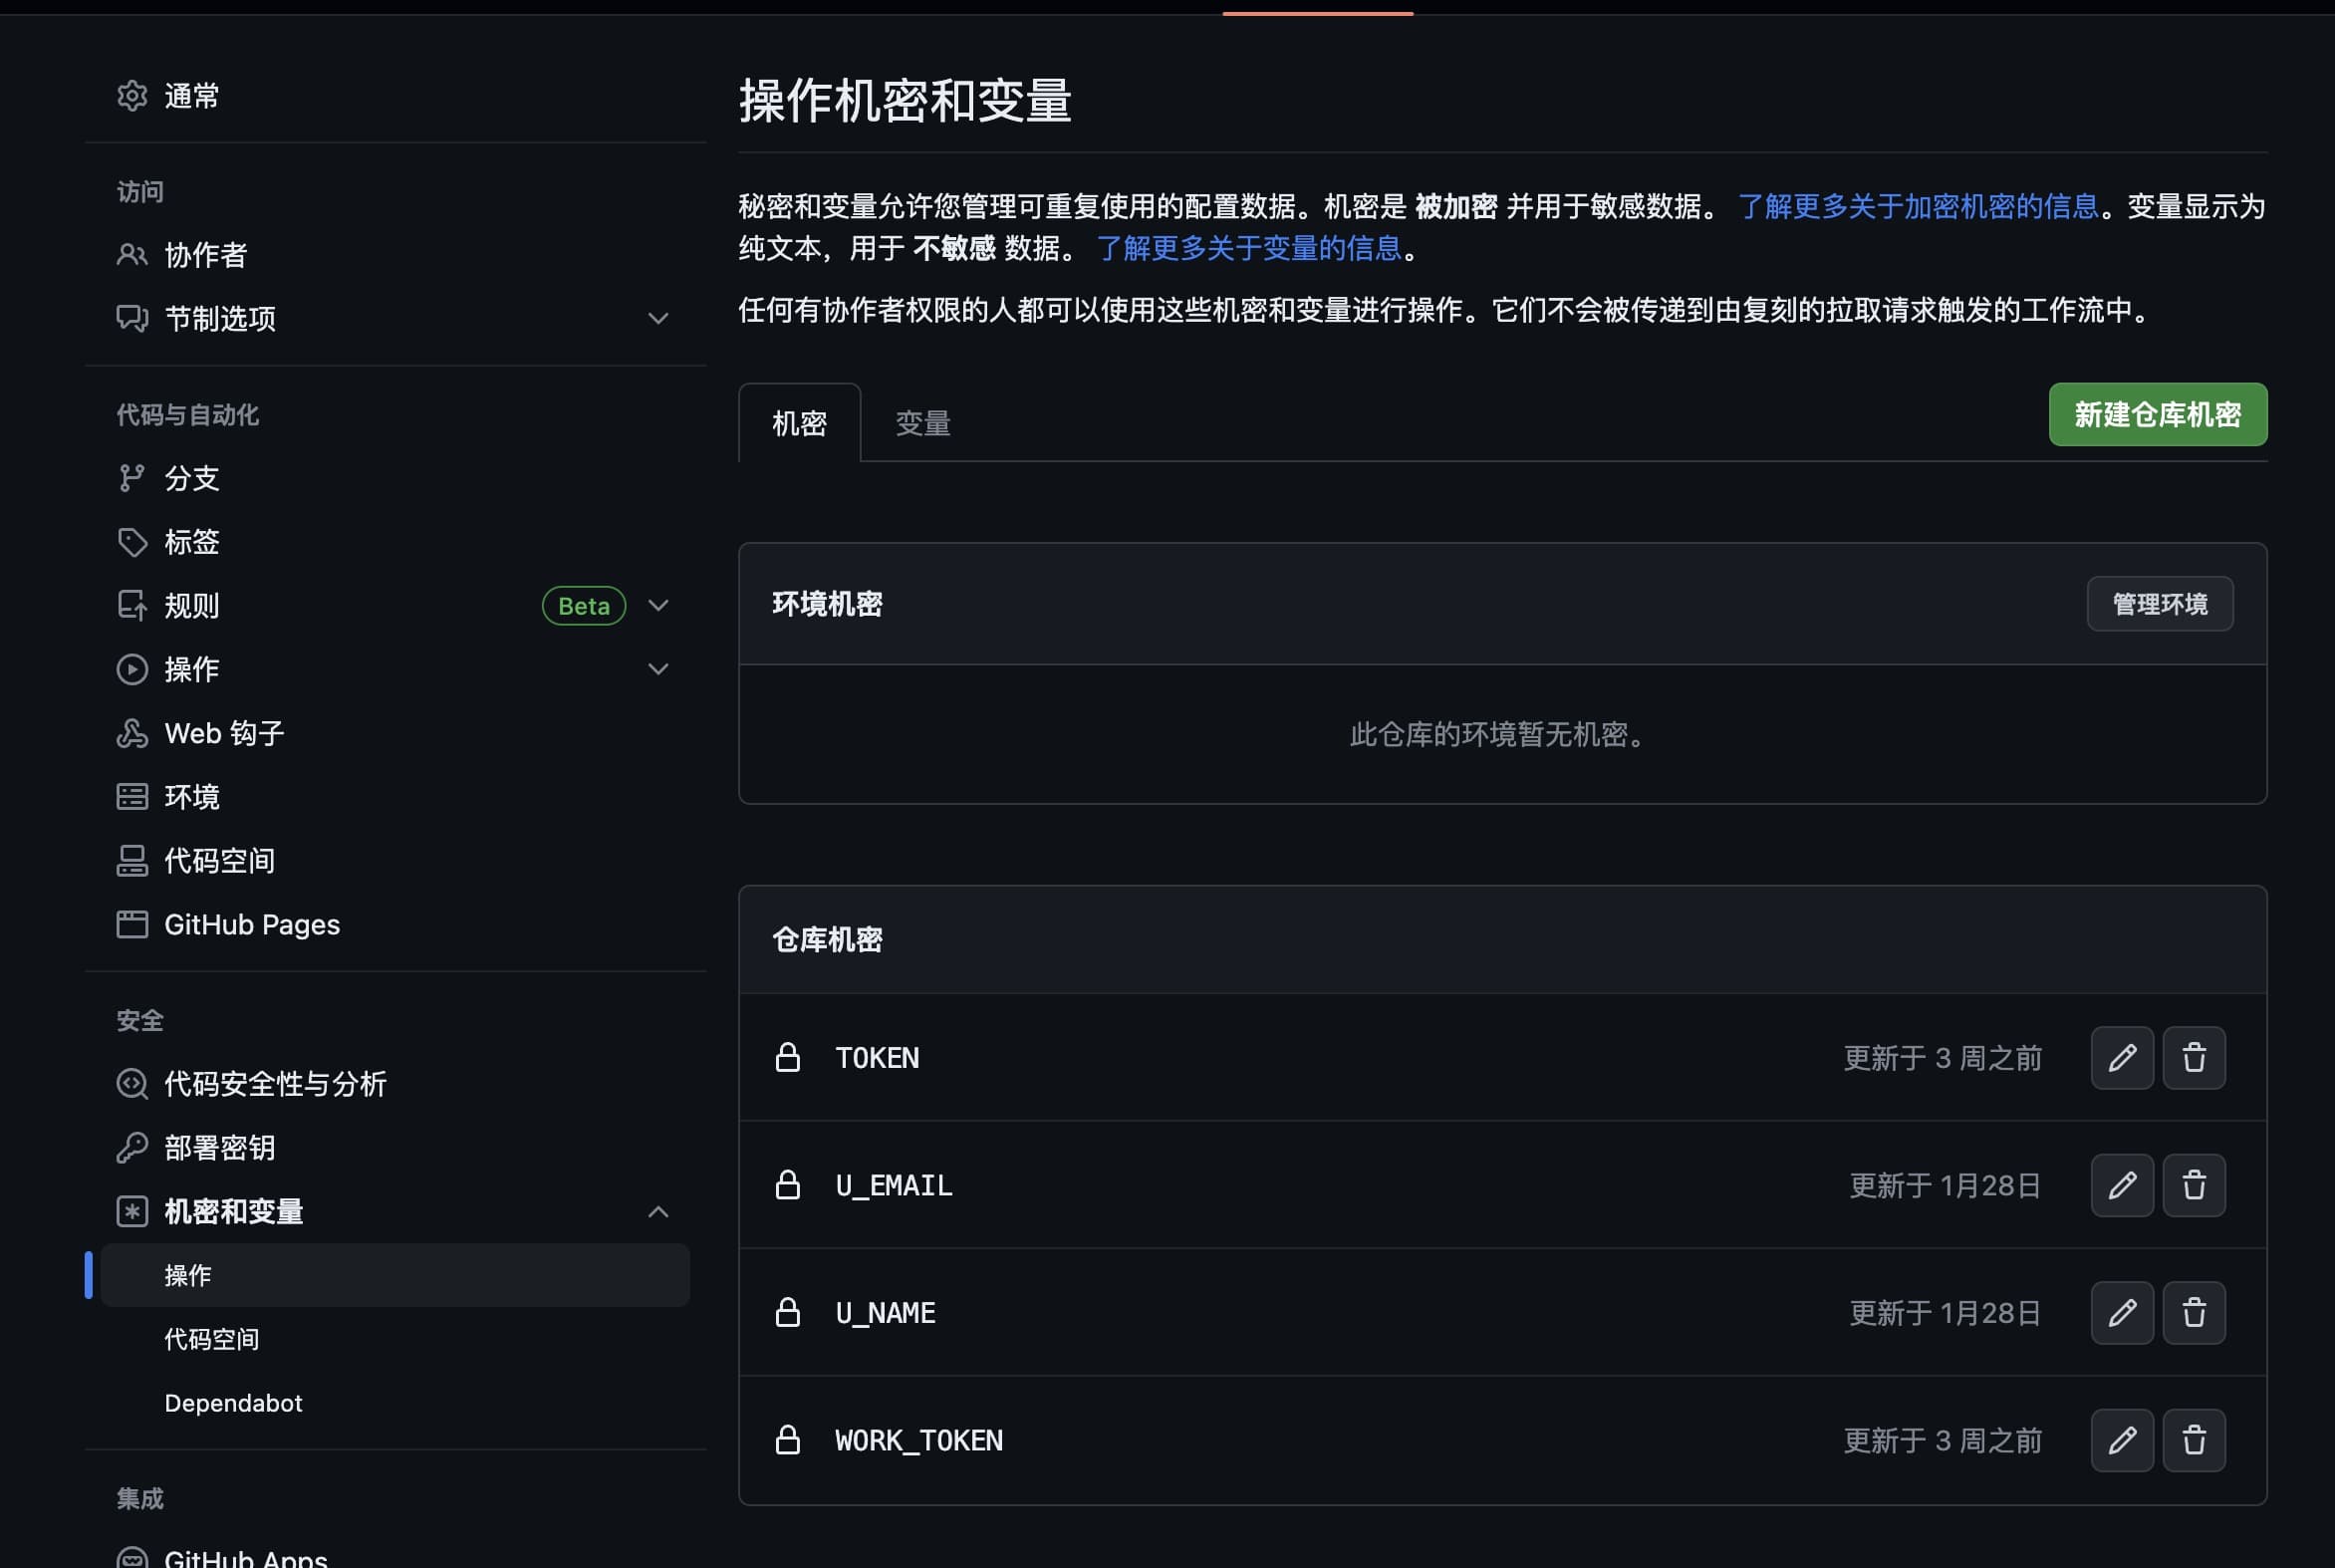 通常
访问
协作者
节制选项
代码与自动化
分支
标签
规则
Beta
操作
Web 钩子
环境
代码空间
GitHub Pages
安全
代码安全性与分析
部署密钥
机密和变量
操作
代码空间
Dependabot
集成
GitHub Apps
操作机密和变量
秘密和变量允许您管理可重复使用的配置数据。机密是 被加密 并用于敏感数据。 了解更多关于加密机密的信息。变量显示为
纯文本，用于 不敏感 数据。 了解更多关于变量的信息。
任何有协作者权限的人都可以使用这些机密和变量进行操作。它们不会被传递到由复刻的拉取请求触发的工作流中。
机密
变量
新建仓库机密
环境机密
管理环境
此仓库的环境暂无机密。
仓库机密
TOKEN
更新于 3 周之前
U_EMAIL
更新于 1月28日
U_NAME
更新于 1月28日
WORK_TOKEN
更新于 3 周之前